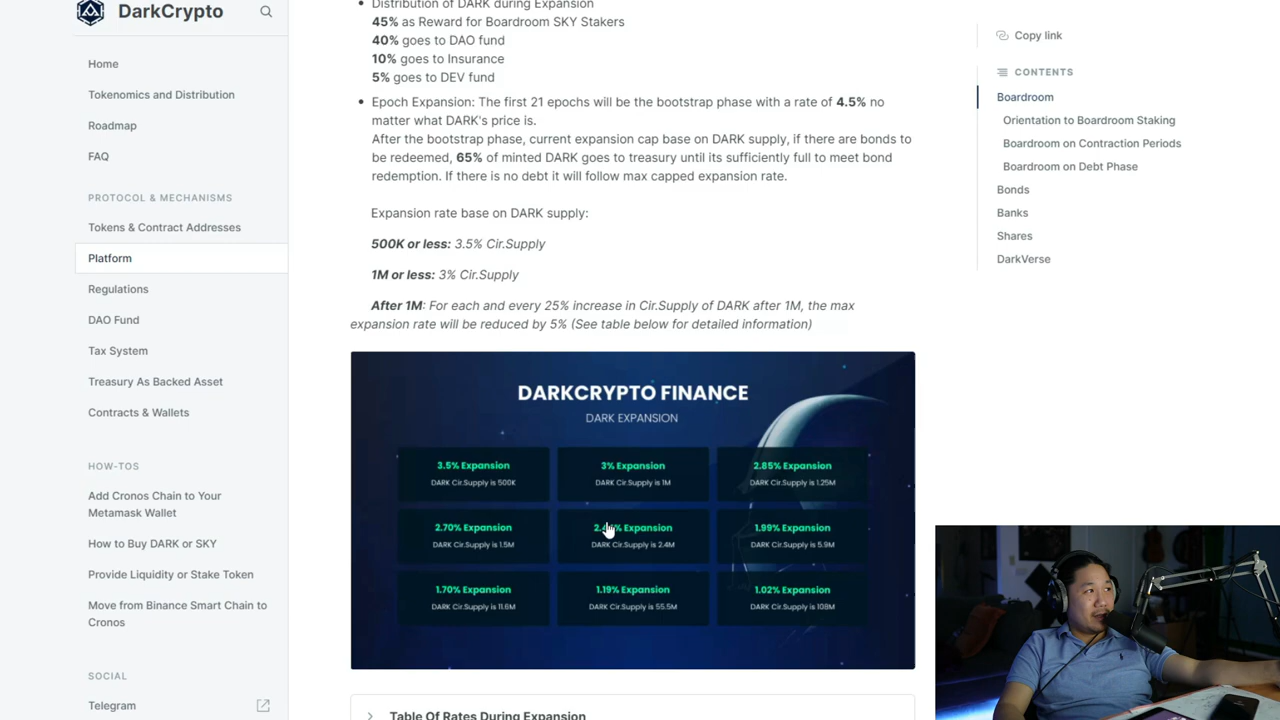 DarkCrypto
Home
Tokenomics and Distribution
Roadmap
FAQ
PROTOCOL & MECHANISMS
Tokens & Contract Addresses
Platform
Regulations
DAO Fund
Tax System
Treasury As Backed Asset
Contracts & Wallets
HOW-TOS
Add Cronos Chain to Your
Metamask Wallet
How to Buy DARK or SKY
Provide Liquidity or Stake Token
Move from Binance Smart Chain to
Cronos
SOCIAL
Telegram
Distribution of DARK during Expansion
45% as Reward for Boardroom SKY Stakers
40% goes to DAO fund
10% goes to Insurance
5% goes to DEV fund
Epoch Expansion: The first 21 epochs will be the bootstrap phase with a rate of 4.5% no
matter what DARK's price is.
After the bootstrap phase, current expansion cap base on DARK supply, if there are bonds to
be redeemed, 65% of minted DARK goes to treasury until its sufficiently full to meet bond
redemption. If there is no debt it will follow max capped expansion rate.
Expansion rate base on DARK supply:
500K or less: 3.5% Cir.Supply
1M or less: 3% Cir.Supply
After 1M: For each and every 25% increase in Cir.Supply of DARK after 1M, the max
expansion rate will be reduced by 5% (See table below for detailed information)
DARKCRYPTO FINANCE
DARK EXPANSION
3.5% Expansion
DARK Cir.Supply is 500K
3% Expansion
DARK Cir.Supply is 1M
2.85% Expansion
DARK Cir.Supply is 1.25M
2.70% Expansion
DARK Cir.Supply is 1.5M
Expansion
DARK Cir.Supply is 2.4M
1.99% Expansion
DARK Cir.Supply is 5.9M
1.70% Expansion
DARK Cir.Supply is 11.6M
1.19% Expansion
DARK Cir.Supply is 55.5M
1.02% Expansion
DARK Cir.Supply is 108M
Table Of Rates During Expansion
Copy link
CONTENTS
Boardroom
Orientation to Boardroom Staking
Boardroom on Contraction Periods
Boardroom on Debt Phase
Bonds
Banks
Shares
DarkVerse